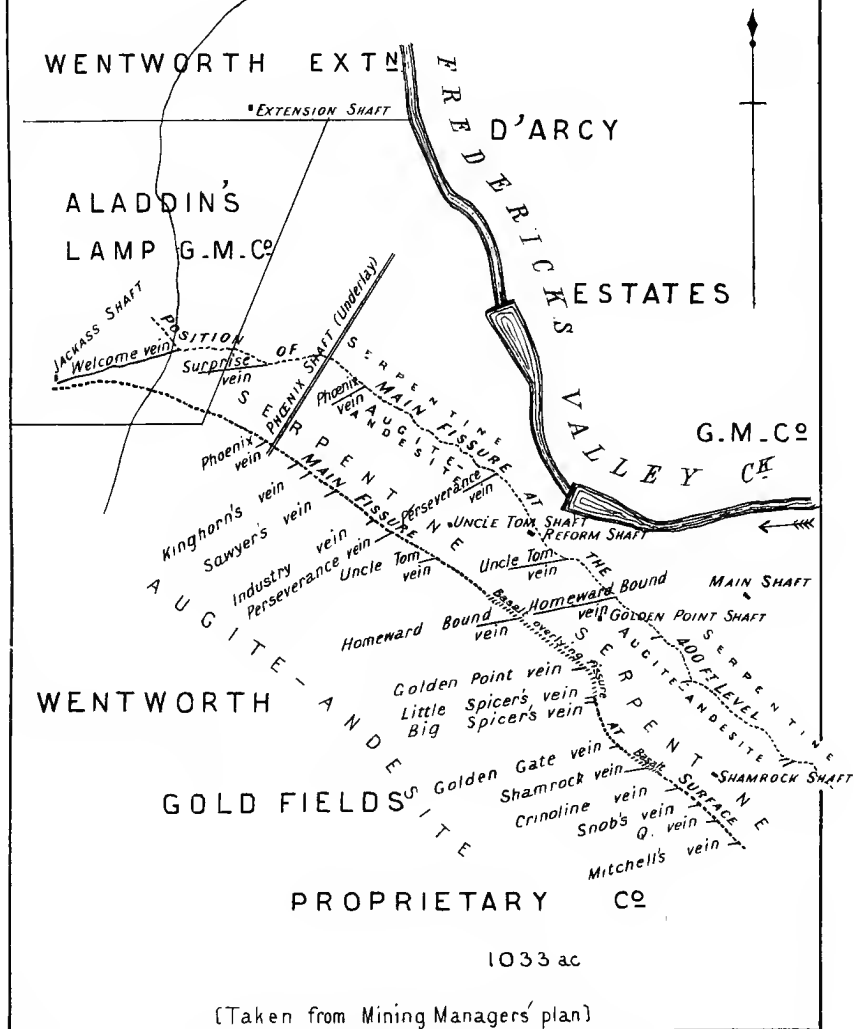 WENTWORTH EXTN
EXTENSION SHAFT
FREDERICKS VALLEY CK
D'ARCY
ESTATES
G.M.Co
ALADDIN'S
LAMP G.M.Co
JACKASS SHAFT
Welcome vein
POSITION OF MAIN FISSURE AT THE 400 FT LEVEL
Surprise
vein
PHŒNIX SHAFT (Underlay)
SERPENTINE
AUGITE-
ANDESITE
Phoenix
vein
SERPENTINE
Phoenix
vein
MAIN FISSURE AT SURFACE
Kinghorn's vein
Sawyer's vein
Industry vein
Perseverance vein
Perseverance
vein
UNCLE TOM SHAFT
REFORM SHAFT
Uncle Tom
vein
Uncle Tom
vein
MAIN SHAFT
Homeward Bound
vein
Homeward Bound
vein
GOLDEN POINT SHAFT
Basalt overlying fissure
SERPENTINE
AUGITE-ANDESITE
SERPENTINE
AUGITE-ANDESITE
Golden Point vein
Little Spicer's vein
Big Spicer's vein
Golden Gate vein
Shamrock vein
Basalt
SHAMROCK SHAFT
Crinoline vein
Snob's vein
Q. vein
Mitchell's vein
WENTWORTH
GOLD FIELDS
PROPRIETARY Co
1033 ac
[Taken from Mining Managers' plan]